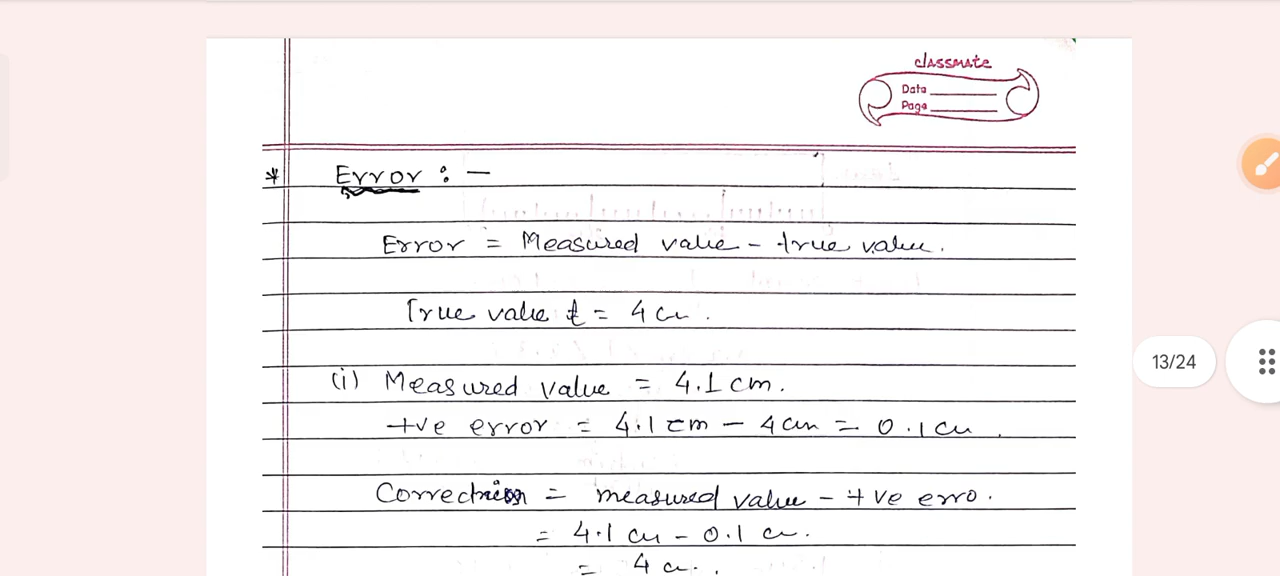 classmate
Date
Page
* Error : —
Error = Measured value - true value.
True value t = 4 cm.
(i) Measured value = 4.1 cm.
+ve error = 4.1 cm - 4 cm = 0.1 cm.
Correction = measured value - +ve erro.
= 4.1 cm - 0.1 cm.
= 4 cm.
13/24